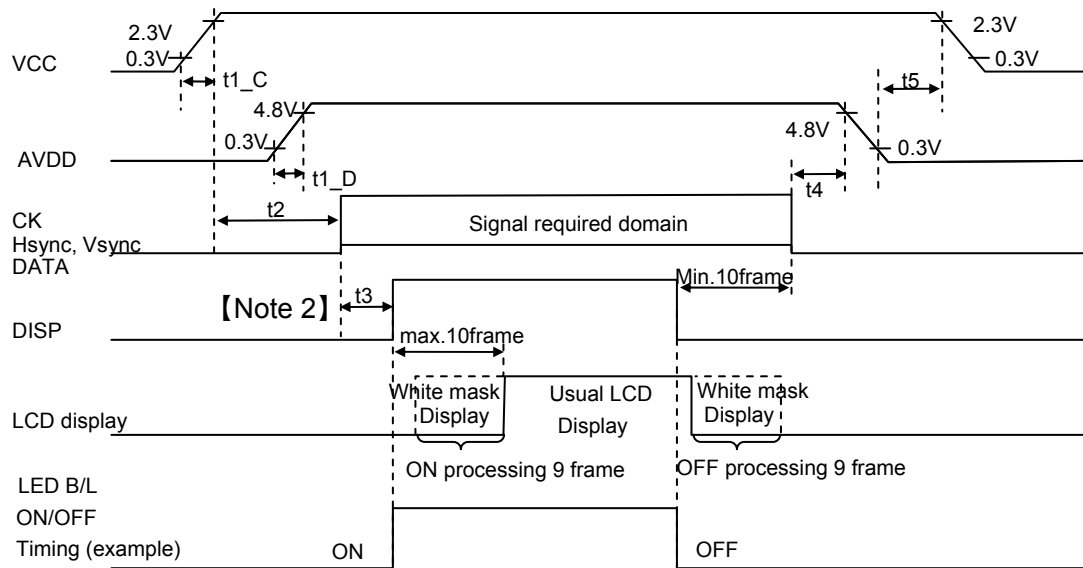 2.3V
2.3V
0.3V
0.3V
VCC
t1_C
t5
4.8V
4.8V
0.3V
0.3V
AVDD
t1_D
t4
t2
CK
Hsync, Vsync
DATA
Signal required domain
【Note 2】
t3
Min.10frame
DISP
max.10frame
White mask
Display
Usual LCD
Display
White mask
Display
LCD display
ON processing 9 frame
OFF processing 9 frame
LED B/L
ON/OFF
Timing (example)
ON
OFF